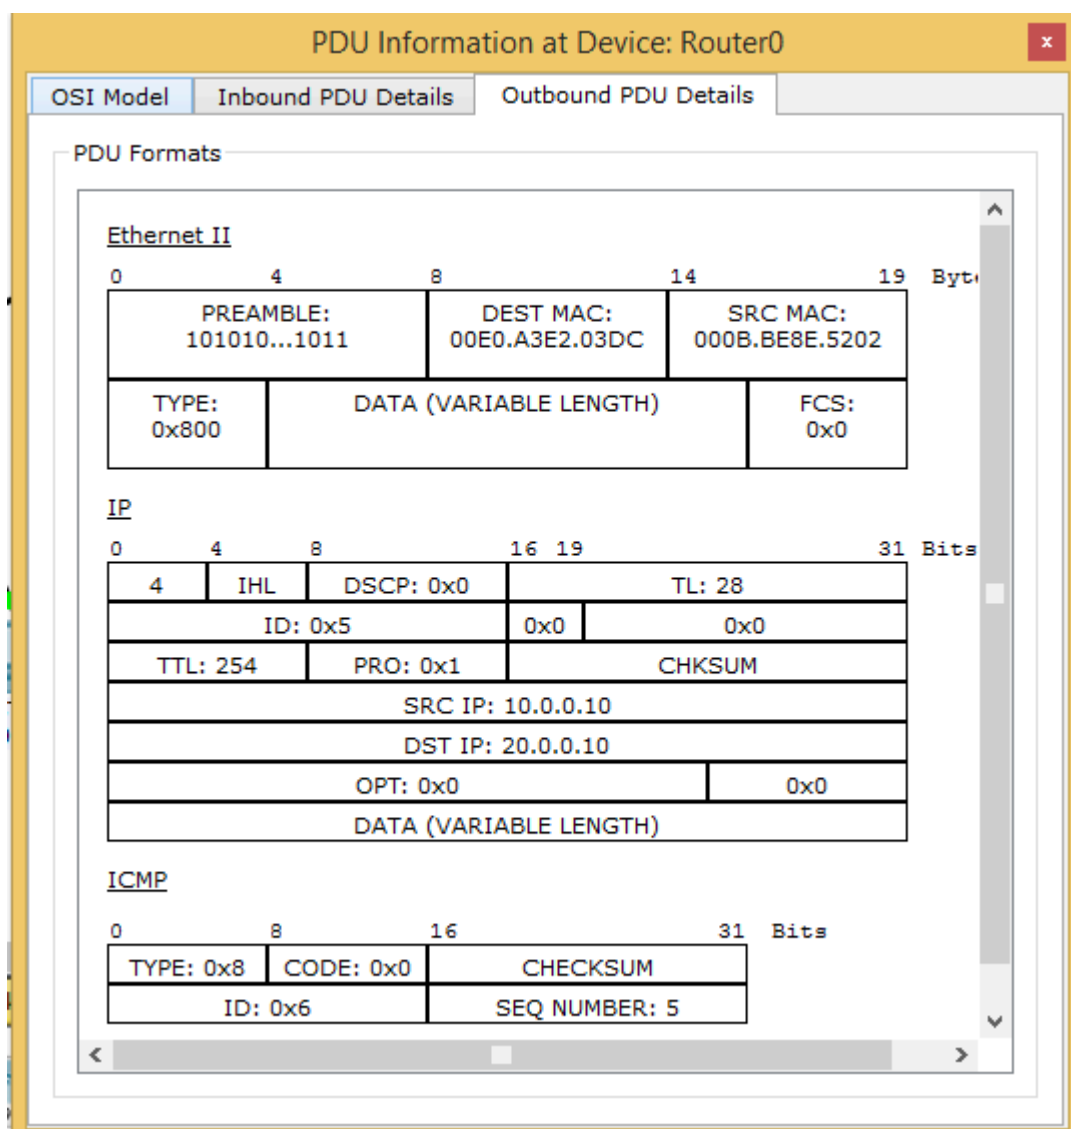 PDU Information at Device: Router0
x
OSI Model Inbound PDU Details Outbound PDU Details
PDU Formats
Ethernet II
0 4 8 14 19
PREAMBLE: DEST MAC: SRC MAC:
101010...1011 00E0.A3E2.03DC 000B.BE8E.5202
TYPE: DATA (VARIABLE LENGTH) FCS:
0x800 0x0
IP
0 4 8 16 19 31 Bits
4 IHL DSCP: 0x0 TL: 28
ID: 0x5 0x0 0x0
TTL: 254 PRO: 0x1 CHKSUM
SRC IP: 10.0.0.10
DST IP: 20.0.0.10
OPT: 0x0 0x0
DATA (VARIABLE LENGTH)
ICMP
0 8 16 31 Bits
TYPE: 0x8 CODE: 0x0 CHECKSUM
ID: 0x6 SEQ NUMBER: 5